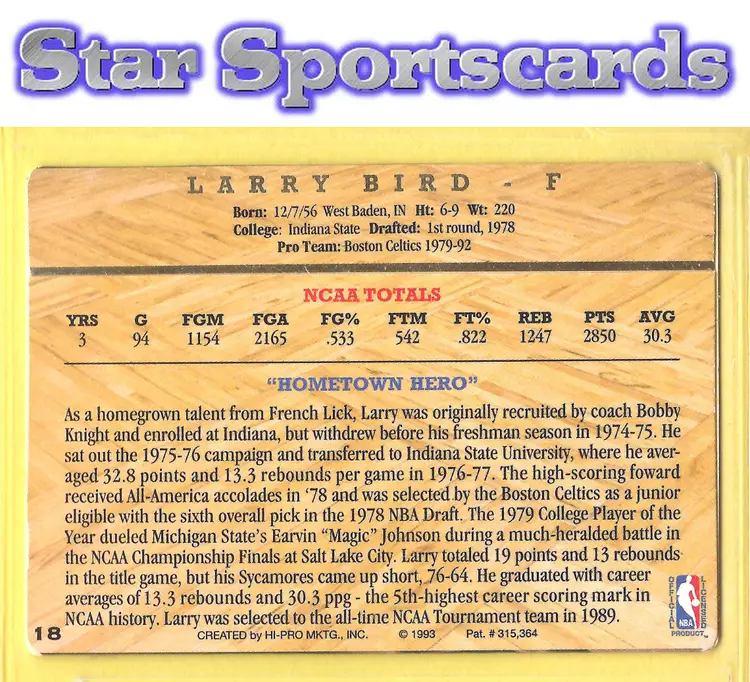 Star Sportscards
LARRY BIRD - F
Born: 12/7/56 West Baden, IN Ht: 6-9 Wt: 220
College: Indiana State Drafted: 1st round, 1978
Pro Team: Boston Celtics 1979-92
NCAA TOTALS
YRS G FGM FGA FG% FTM FT% REB PTS AVG
3 94 1154 2165 .533 542 .822 1247 2850 30.3
"HOMETOWN HERO"
As a homegrown talent from French Lick, Larry was originally recruited by coach Bobby
Knight and enrolled at Indiana, but withdrew before his freshman season in 1974-75. He
sat out the 1975-76 campaign and transferred to Indiana State University, where he aver-
aged 32.8 points and 13.3 rebounds per game in 1976-77. The high-scoring foward
received All-America accolades in '78 and was selected by the Boston Celtics as a junior
eligible with the sixth overall pick in the 1978 NBA Draft. The 1979 College Player of the
Year dueled Michigan State's Earvin "Magic" Johnson during a much-heralded battle in
the NCAA Championship Finals at Salt Lake City. Larry totaled 19 points and 13 rebounds
in the title game, but his Sycamores came up short, 76-64. He graduated with career
averages of 13.3 rebounds and 30.3 ppg - the 5th-highest career scoring mark in
NCAA history. Larry was selected to the all-time NCAA Tournament team in 1989.
OFFICIAL LICENSED
NBA
PRODUCT™
18
CREATED by HI-PRO MKTG., INC. © 1993 Pat. # 315,364